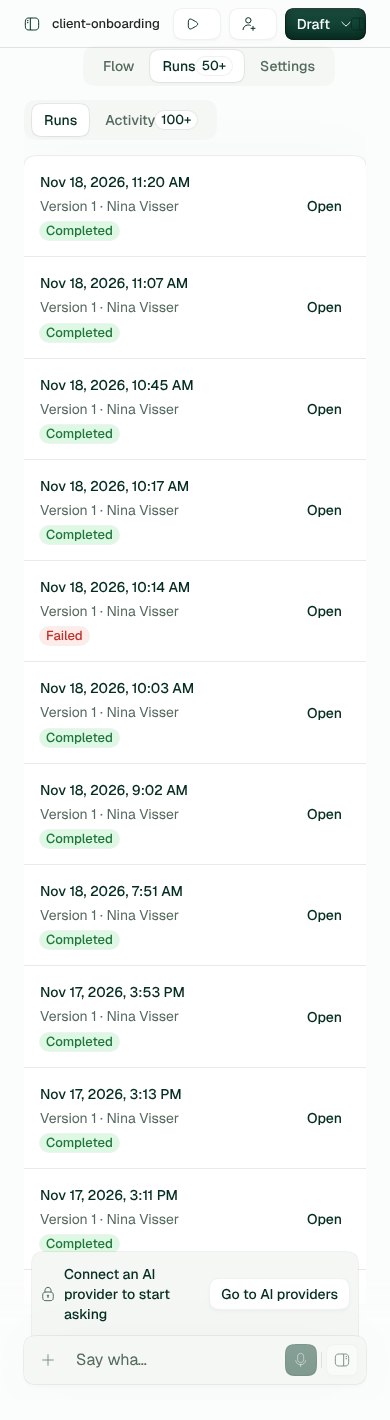 client-onboarding
Draft
Flow
Runs 50+
Settings
Runs
Activity 100+
Nov 18, 2026, 11:20 AM
Version 1 · Nina Visser
Open
Completed
Nov 18, 2026, 11:07 AM
Version 1 · Nina Visser
Open
Completed
Nov 18, 2026, 10:45 AM
Version 1 · Nina Visser
Open
Completed
Nov 18, 2026, 10:17 AM
Version 1 · Nina Visser
Open
Completed
Nov 18, 2026, 10:14 AM
Version 1 · Nina Visser
Open
Failed
Nov 18, 2026, 10:03 AM
Version 1 · Nina Visser
Open
Completed
Nov 18, 2026, 9:02 AM
Version 1 · Nina Visser
Open
Completed
Nov 18, 2026, 7:51 AM
Version 1 · Nina Visser
Open
Completed
Nov 17, 2026, 3:53 PM
Version 1 · Nina Visser
Open
Completed
Nov 17, 2026, 3:13 PM
Version 1 · Nina Visser
Open
Completed
Nov 17, 2026, 3:11 PM
Version 1 · Nina Visser
Open
Completed
Connect an AI
provider to start
asking
Go to AI providers
Say wha...